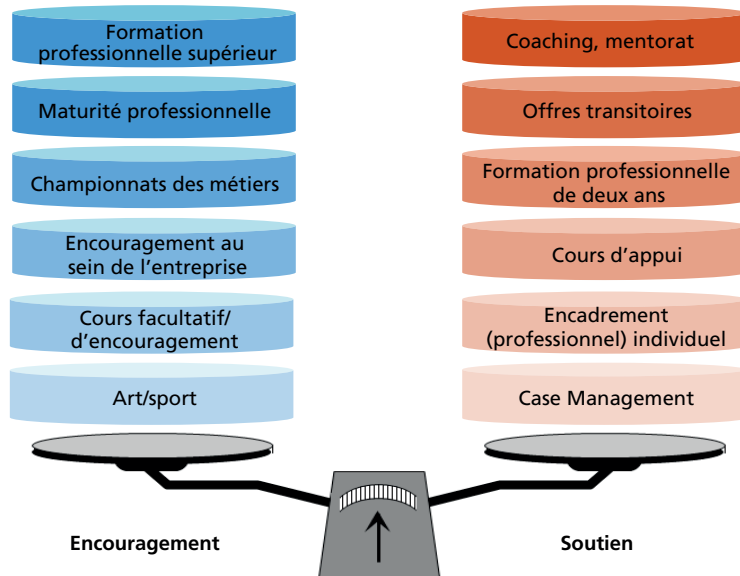 Formation
professionnelle supérieur
Maturité professionnelle
Championnats des métiers
Encouragement au
sein de l’entreprise
Cours facultatif/
d’encouragement
Art/sport
Encouragement
Coaching, mentorat
Offres transitoires
Formation professionnelle
de deux ans
Cours d’appui
Encadrement
(professionnel) individuel
Case Management
Soutien